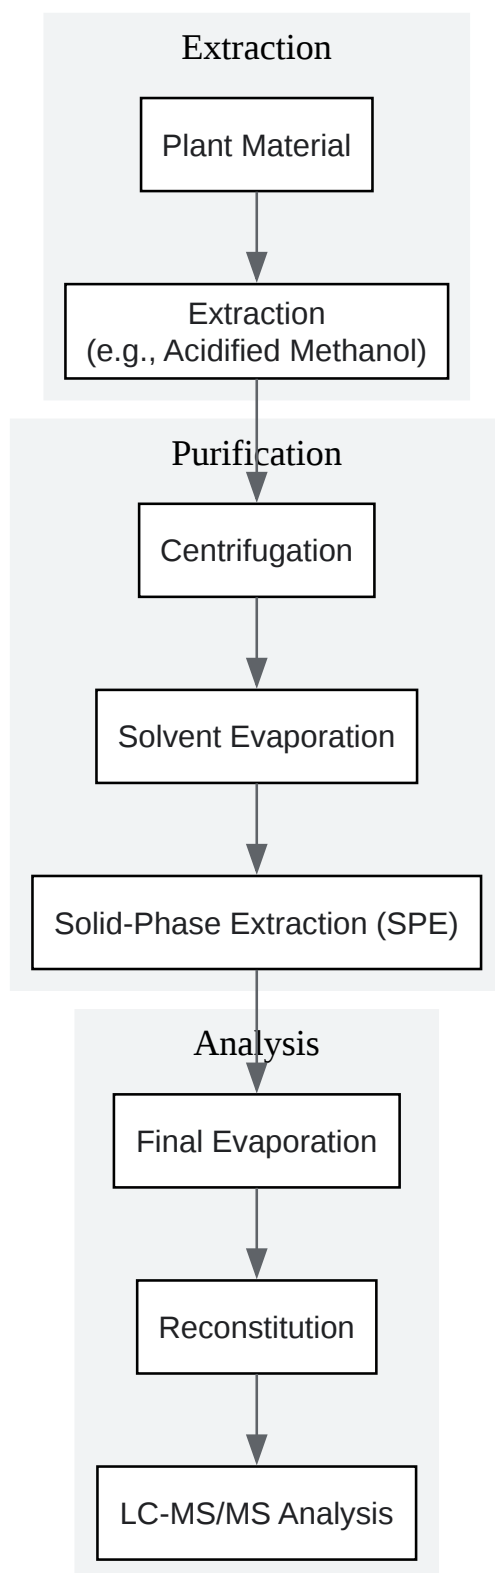 Extraction
Plant Material
Extraction
(e.g., Acidified Methanol)
Purification
Centrifugation
Solvent Evaporation
Solid-Phase Extraction (SPE)
Analysis
Final Evaporation
Reconstitution
LC-MS/MS Analysis